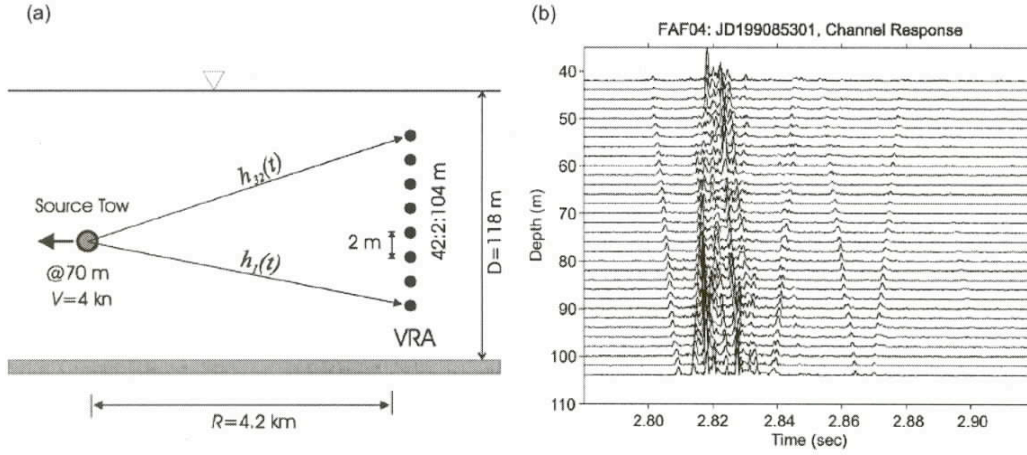 (a)
Source Tow
@70 m
V=4 kn
h32(t)
h1(t)
2 m
VRA
42:2:104 m
D=118 m
R=4.2 km
(b)
FAF04: JD199085301, Channel Response
Depth (m)
40
50
60
70
80
90
100
110
2.80 2.82 2.84 2.86 2.88 2.90
Time (sec)